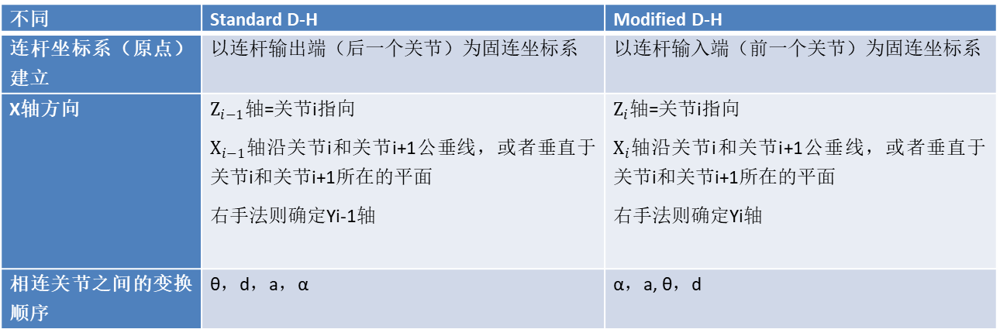 不同 Standard D-H Modified D-H
连杆坐标系（原点） 以连杆输出端（后一个关节）为固连坐标系 以连杆输入端（前一个关节）为固连坐标系
建立
X轴方向 Z𝑖−1轴=关节i指向 Z𝑖轴=关节i指向
X𝑖−1轴沿关节i和关节i+1公垂线，或者垂直于 X𝑖轴沿关节i和关节i+1公垂线，或者垂直于
关节i和关节i+1所在的平面 关节i和关节i+1所在的平面
右手法则确定Yi-1轴 右手法则确定Yi轴
相连关节之间的变换 θ，d，a，α α，a, θ，d
顺序